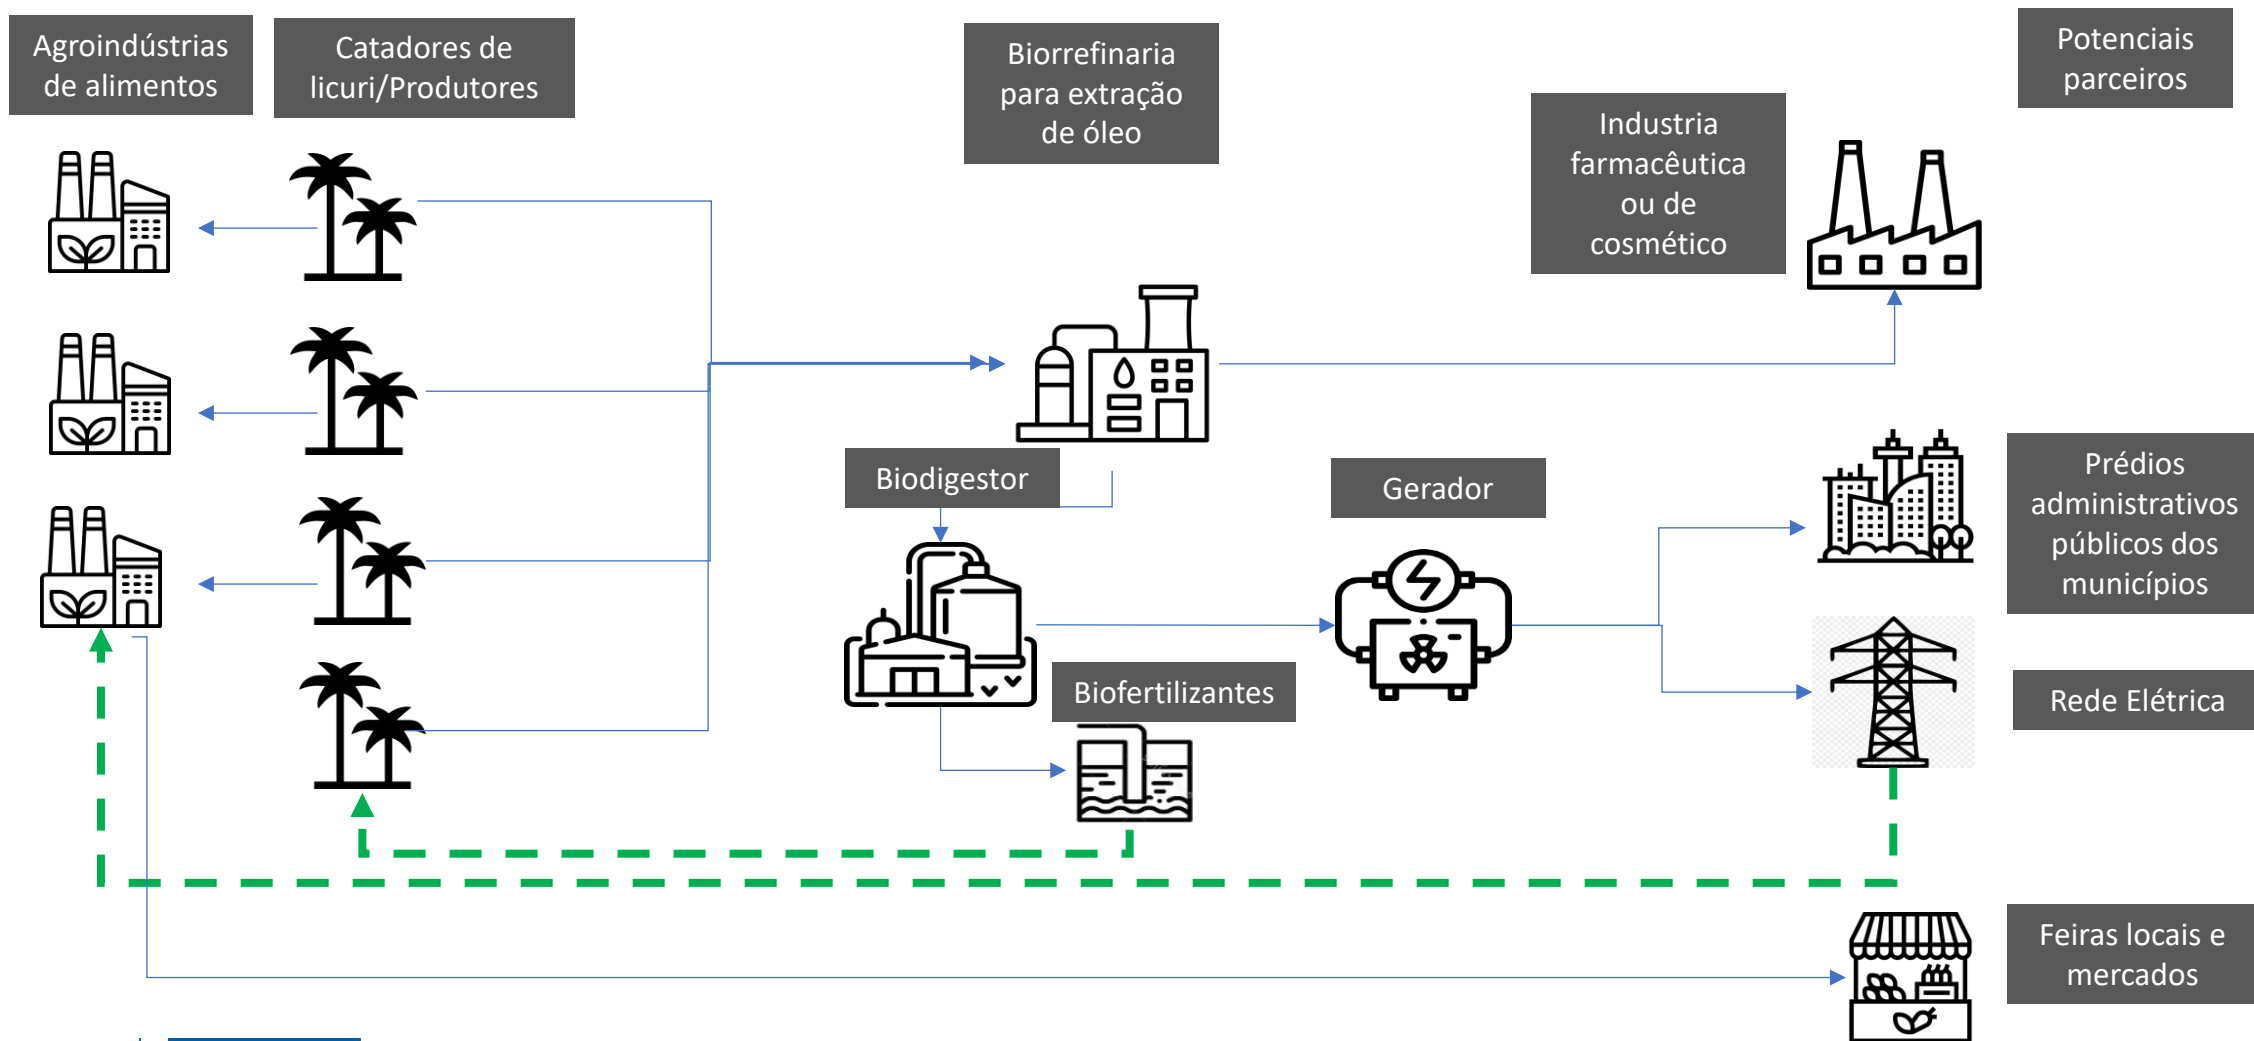 Agroindústrias
de alimentos
Catadores de
licuri/Produtores
Biorrefinaria
para extração
de óleo
Industria
farmacêutica
ou de
cosmético
Potenciais
parceiros
Biodigestor
Gerador
Prédios
administrativos
públicos dos
municípios
Biofertilizantes
Rede Elétrica
Feiras locais e
mercados